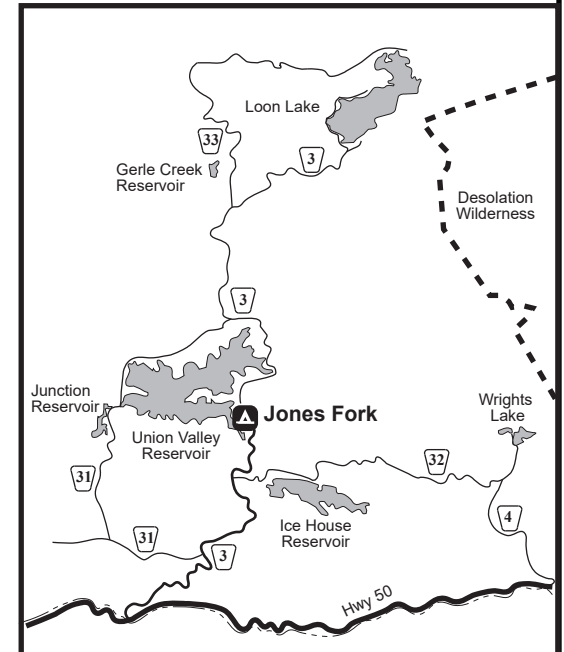 Loon Lake
33
3
Gerle Creek
Reservoir
Desolation
Wilderness
3
Junction
Reservoir
Jones Fork
Wrights
Lake
Union Valley
Reservoir
32
31
Ice House
Reservoir
4
31
3
Hwy 50